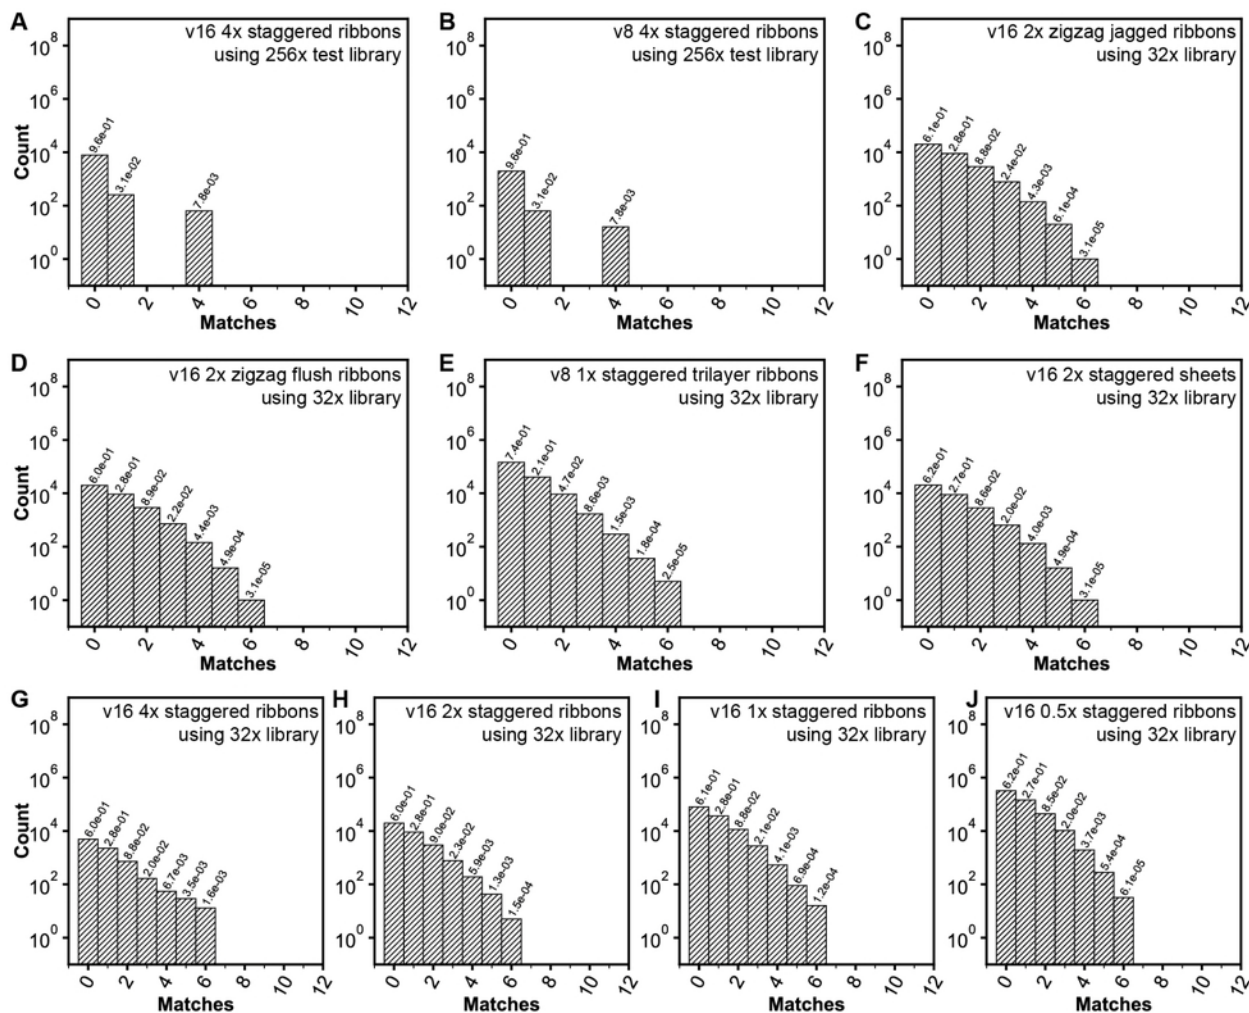 A
v16 4x staggered ribbons
using 256x test library
Count
10^8
10^6
10^4
10^2
10^0
9.6e-01
3.1e-02
7.8e-03
0 2 4 6 8 10 12
Matches
B
v8 4x staggered ribbons
using 256x test library
10^8
10^6
10^4
10^2
10^0
9.6e-01
3.1e-02
7.8e-03
0 2 4 6 8 10 12
Matches
C
v16 2x zigzag jagged ribbons
using 32x library
10^8
10^6
10^4
10^2
10^0
6.1e-01
2.8e-01
8.8e-02
2.4e-02
4.3e-03
6.1e-04
3.1e-05
0 2 4 6 8 10 12
Matches
D
v16 2x zigzag flush ribbons
using 32x library
Count
10^8
10^6
10^4
10^2
10^0
6.0e-01
2.8e-01
8.9e-02
2.2e-02
4.4e-03
4.9e-04
3.1e-05
0 2 4 6 8 10 12
Matches
E
v8 1x staggered trilayer ribbons
using 32x library
10^8
10^6
10^4
10^2
10^0
7.4e-01
2.1e-01
4.7e-02
8.6e-03
1.5e-03
1.8e-04
2.5e-05
0 2 4 6 8 10 12
Matches
F
v16 2x staggered sheets
using 32x library
10^8
10^6
10^4
10^2
10^0
6.2e-01
2.7e-01
8.6e-02
2.0e-02
4.0e-03
4.9e-04
3.1e-05
0 2 4 6 8 10 12
Matches
G
v16 4x staggered ribbons
using 32x library
Count
10^8
10^6
10^4
10^2
10^0
6.0e-01
2.8e-01
8.8e-02
2.0e-02
6.7e-03
3.5e-03
1.6e-03
0 2 4 6 8 10 12
Matches
H
v16 2x staggered ribbons
using 32x library
10^8
10^6
10^4
10^2
10^0
6.0e-01
2.8e-01
9.0e-02
2.3e-02
5.9e-03
1.3e-03
1.5e-04
0 2 4 6 8 10 12
Matches
I
v16 1x staggered ribbons
using 32x library
10^8
10^6
10^4
10^2
10^0
6.1e-01
2.8e-01
8.8e-02
2.1e-02
4.1e-03
6.9e-04
1.2e-04
0 2 4 6 8 10 12
Matches
J
v16 0.5x staggered ribbons
using 32x library
10^8
10^6
10^4
10^2
10^0
6.2e-01
2.7e-01
8.5e-02
2.0e-02
3.7e-03
5.4e-04
6.1e-05
0 2 4 6 8 10 12
Matches